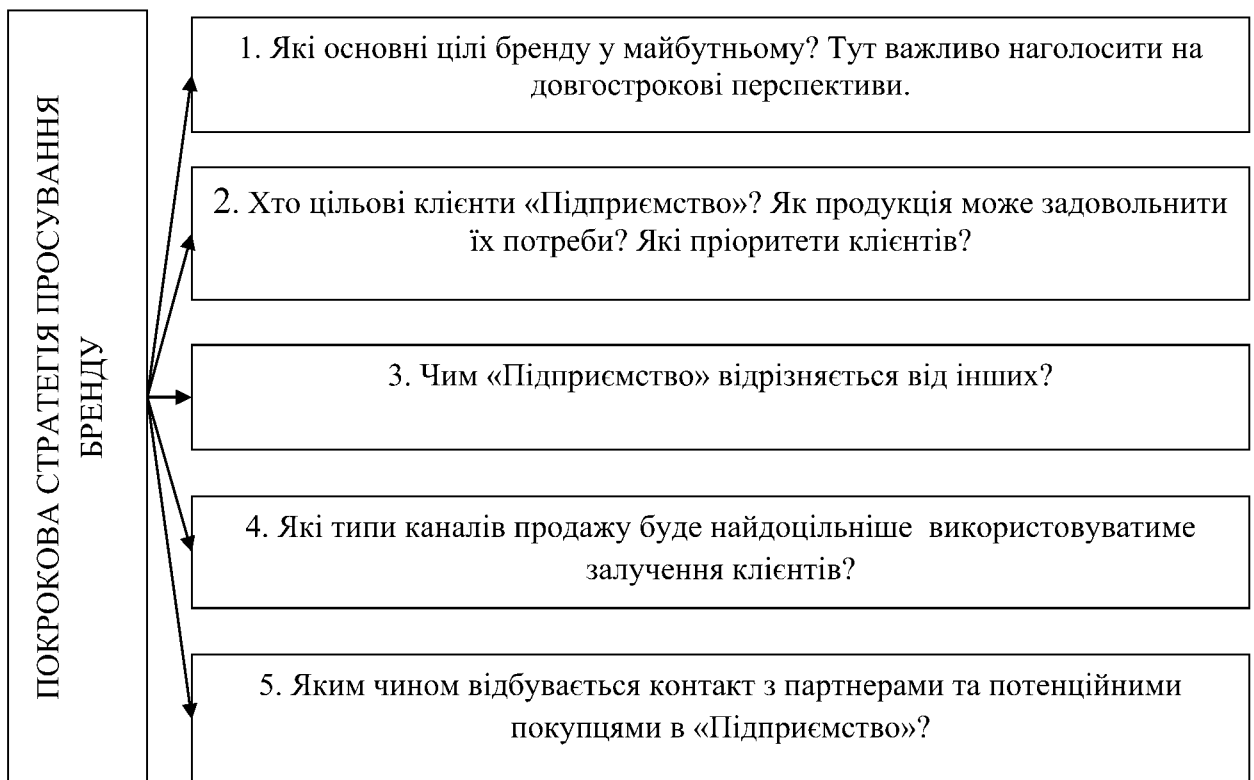 ПОКРОКОВА СТРАТЕГІЯ ПРОСУВАННЯ
БРЕНДУ
1. Які основні цілі бренду у майбутньому? Тут важливо наголосити на
довгострокові перспективи.
2. Хто цільові клієнти «Підприємство»? Як продукція може задовольнити
їх потреби? Які пріоритети клієнтів?
3. Чим «Підприємство» відрізняється від інших?
4. Які типи каналів продажу буде найдоцільніше використовуватиме
залучення клієнтів?
5. Яким чином відбувається контакт з партнерами та потенційними
покупцями в «Підприємство»?